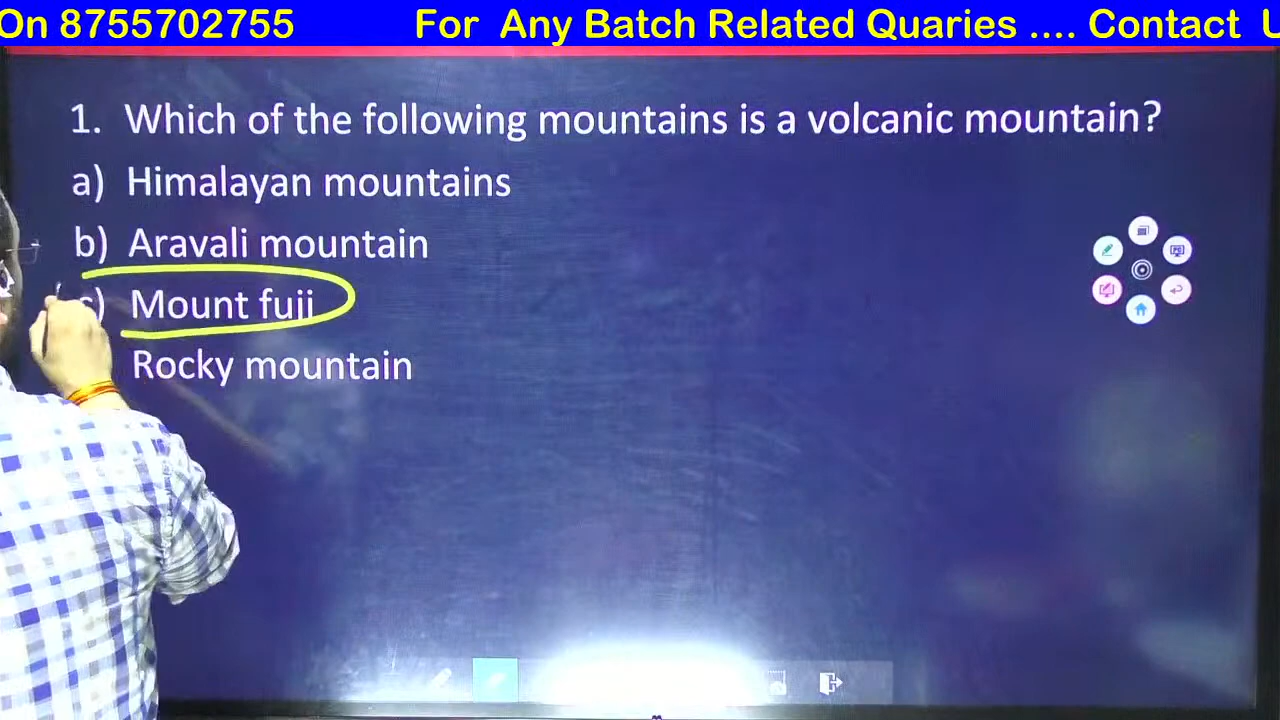 On 8755702755 For Any Batch Related Quaries .... Contact U
1. Which of the following mountains is a volcanic mountain?
a) Himalayan mountains
b) Aravali mountain
c) Mount fuji
Rocky mountain